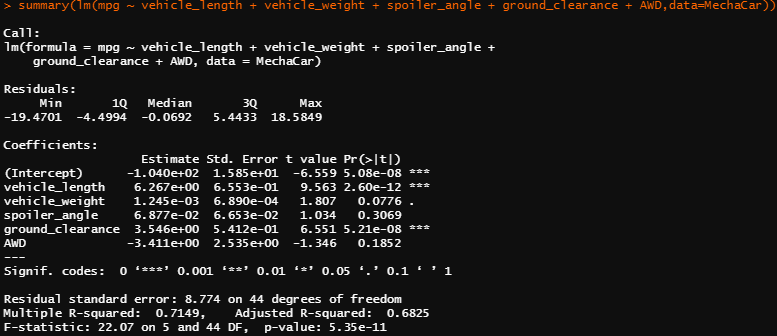 > summary(lm(mpg ~ vehicle_length + vehicle_weight + spoiler_angle + ground_clearance + AWD,data=MechaCar))
Call:
lm(formula = mpg ~ vehicle_length + vehicle_weight + spoiler_angle +
    ground_clearance + AWD, data = MechaCar)
Residuals:
     Min       1Q   Median       3Q      Max
-19.4701  -4.4994  -0.0692   5.4433  18.5849
Coefficients:
                   Estimate Std. Error t value Pr(>|t|)
(Intercept)      -1.040e+02  1.585e+01  -6.559 5.08e-08 ***
vehicle_length    6.267e+00  6.553e-01   9.563 2.60e-12 ***
vehicle_weight    1.245e-03  6.890e-04   1.807   0.0776 .
spoiler_angle     6.877e-02  6.653e-02   1.034   0.3069
ground_clearance  3.546e+00  5.412e-01   6.551 5.21e-08 ***
AWD              -3.411e+00  2.535e+00  -1.346   0.1852
---
Signif. codes:  0 ‘***’ 0.001 ‘**’ 0.01 ‘*’ 0.05 ‘.’ 0.1 ‘ ’ 1
Residual standard error: 8.774 on 44 degrees of freedom
Multiple R-squared:  0.7149,    Adjusted R-squared:  0.6825
F-statistic: 22.07 on 5 and 44 DF,  p-value: 5.35e-11